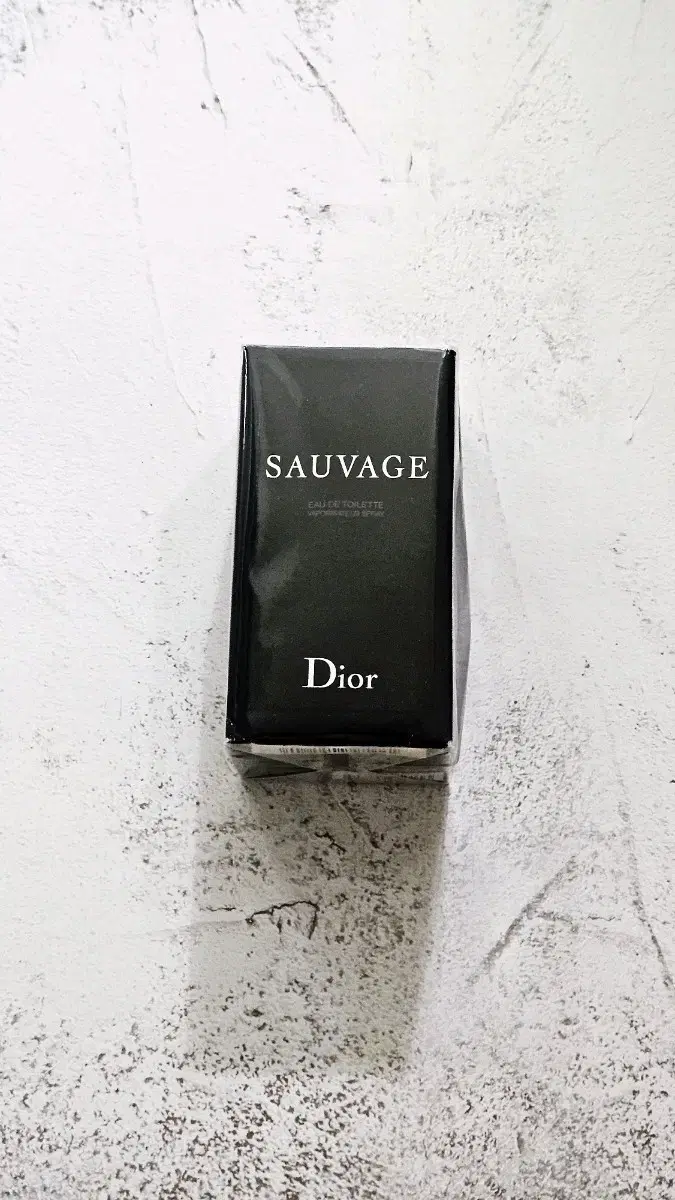 SAUVAGE
EAU DE TOILETTE
VAPORISATEUR SPRAY
Dior